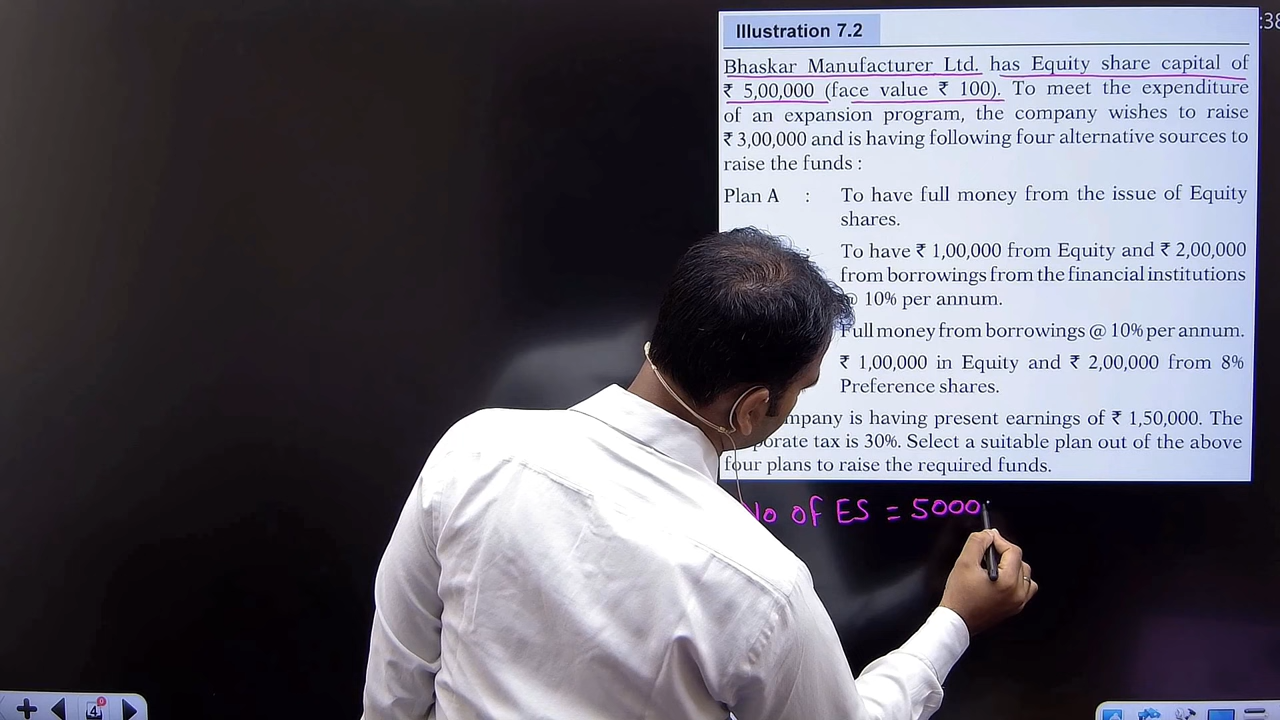 :38
Illustration 7.2
Bhaskar Manufacturer Ltd. has Equity share capital of
₹ 5,00,000 (face value ₹ 100). To meet the expenditure
of an expansion program, the company wishes to raise
₹ 3,00,000 and is having following four alternative sources to
raise the funds :
Plan A : To have full money from the issue of Equity
shares.
: To have ₹ 1,00,000 from Equity and ₹ 2,00,000
from borrowings from the financial institutions
@ 10% per annum.
Full money from borrowings @ 10% per annum.
₹ 1,00,000 in Equity and ₹ 2,00,000 from 8%
Preference shares.
is having present earnings of ₹ 1,50,000. The
tax is 30%. Select a suitable plan out of the above
four plans to raise the required funds.
No of ES = 5000
4